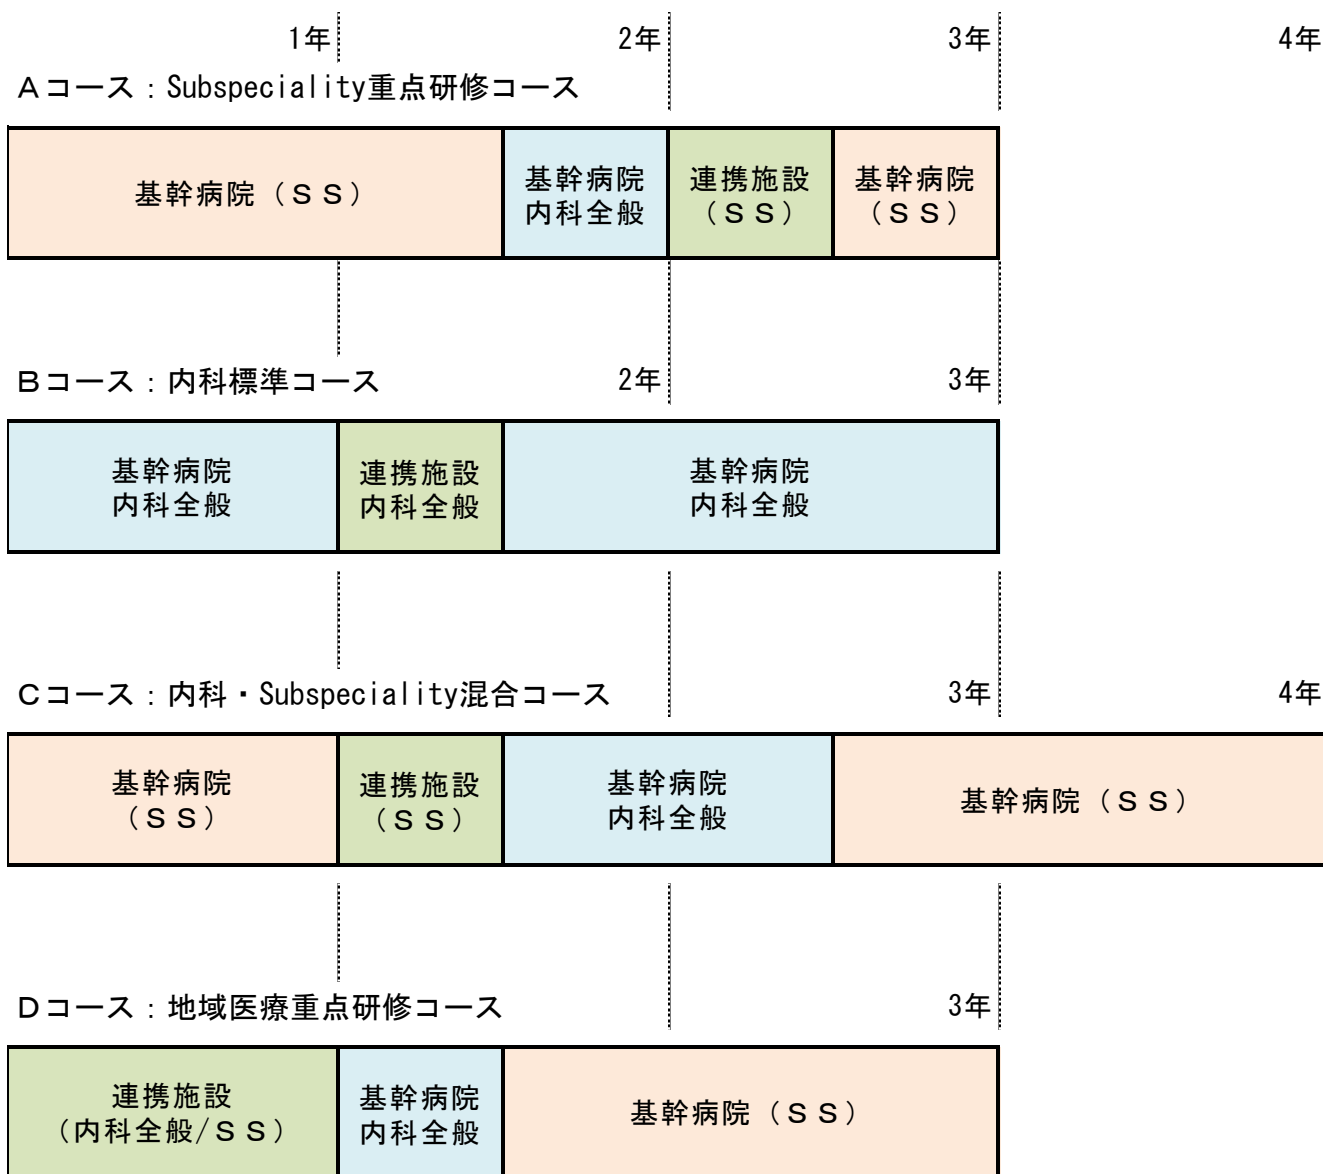 1年
2年
3年
4年
Aコース：Subspeciality重点研修コース
基幹病院（ＳＳ）
基幹病院
内科全般
連携施設
（ＳＳ）
基幹病院
（ＳＳ）
Bコース：内科標準コース
2年
3年
基幹病院
内科全般
連携施設
内科全般
基幹病院
内科全般
Cコース：内科・Subspeciality混合コース
3年
4年
基幹病院
（ＳＳ）
連携施設
（ＳＳ）
基幹病院
内科全般
基幹病院（ＳＳ）
Dコース：地域医療重点研修コース
3年
連携施設
（内科全般/ＳＳ）
基幹病院
内科全般
基幹病院（ＳＳ）